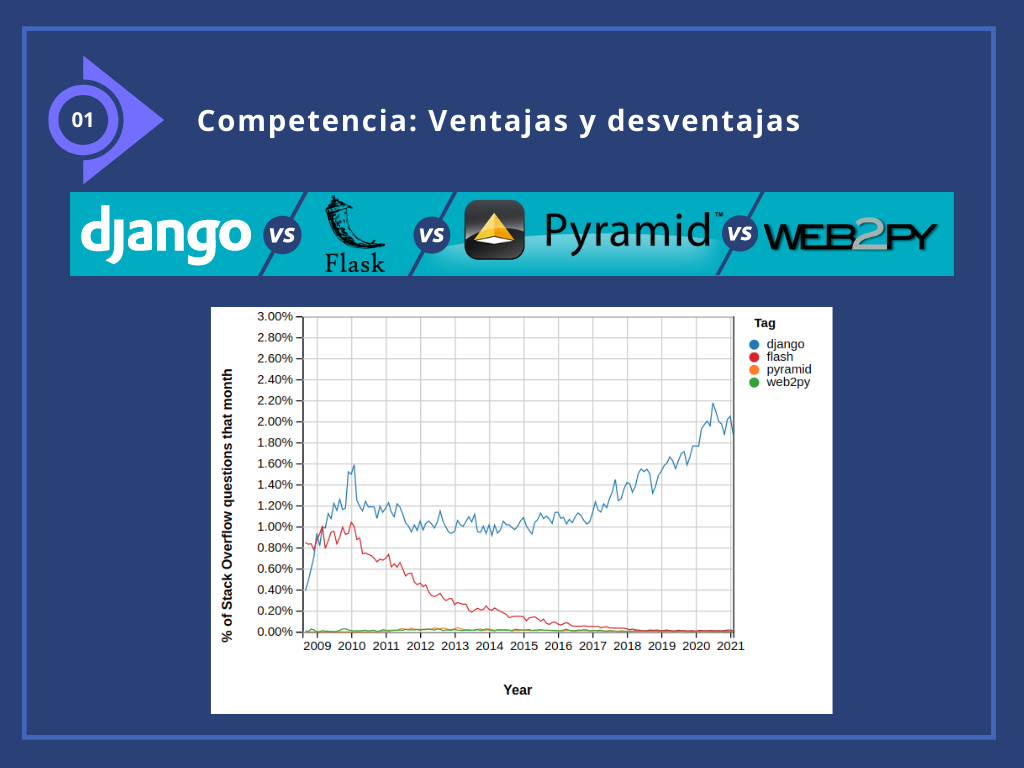 01
Competencia: Ventajas y desventajas
django VS Flask VS Pyramid™ VS WEB2PY
Tag
django
flash
pyramid
web2py
% of Stack Overflow questions that month
3.00%
2.80%
2.60%
2.40%
2.20%
2.00%
1.80%
1.60%
1.40%
1.20%
1.00%
0.80%
0.60%
0.40%
0.20%
0.00%
2009 2010 2011 2012 2013 2014 2015 2016 2017 2018 2019 2020 2021
Year